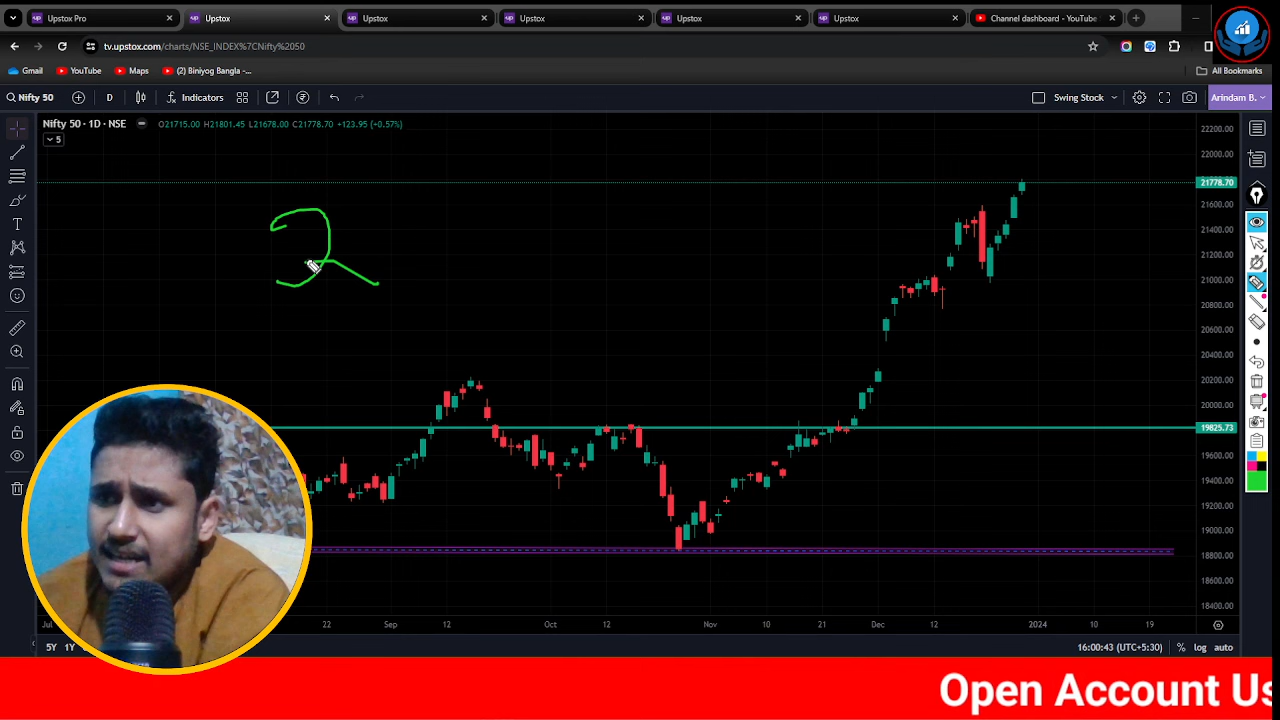 Upstox Pro
Upstox
Upstox
Upstox
Upstox
Upstox
Channel dashboard - YouTube
tv.upstox.com/charts/NSE_INDEX%7CNifty%2050
Gmail
YouTube
Maps
(2) Biniyog Bangla -...
All Bookmarks
Nifty 50
D
Indicators
Swing Stock
Arindam B.
Nifty 50 · 1D · NSE
O21715.00 H21801.45 L21678.00 C21778.70 +123.95 (+0.57%)
5
22200.00
22000.00
21778.70
21600.00
21400.00
21200.00
21000.00
20800.00
20600.00
20400.00
20200.00
20000.00
19825.73
19600.00
19400.00
19200.00
19000.00
18800.00
18600.00
18400.00
Jul
22
Sep
12
Oct
12
Nov
10
21
Dec
12
2024
10
19
5Y
1Y
16:00:43 (UTC+5:30)
%
log
auto
Open Account Us